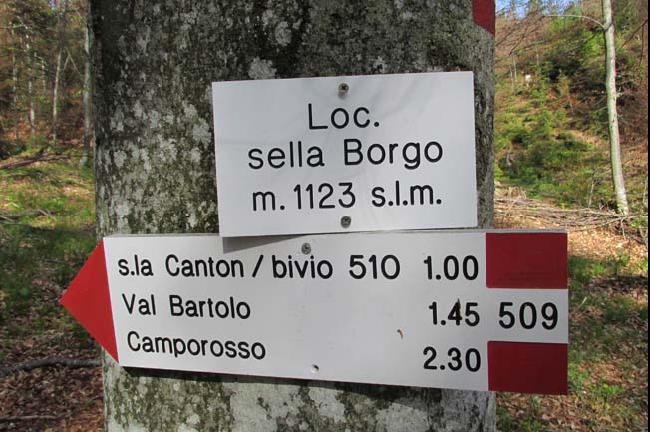 Loc.
sella Borgo
m. 1123 s.l.m.
s.la Canton / bivio 510 1.00
Val Bartolo 1.45 509
Camporosso 2.30